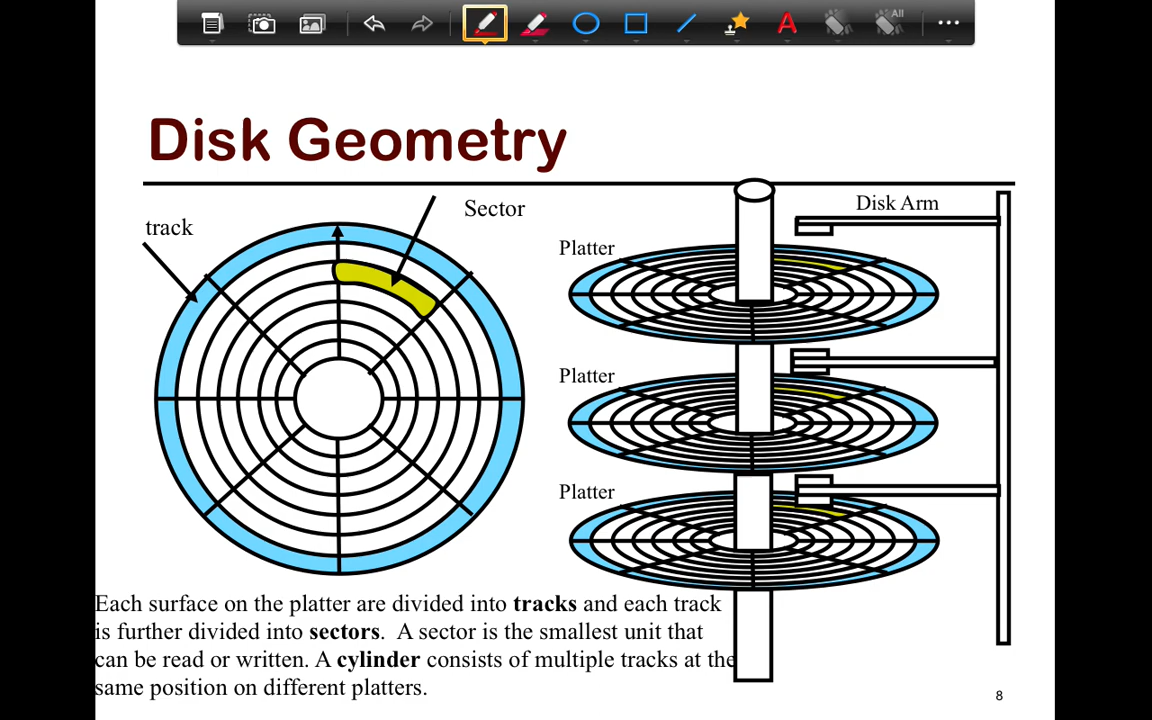 All
A
Disk Geometry
track
Sector
Disk Arm
Platter
Platter
Platter
Each surface on the platter are divided into tracks and each track
is further divided into sectors.  A sector is the smallest unit that
can be read or written. A cylinder consists of multiple tracks at the
same position on different platters.
8